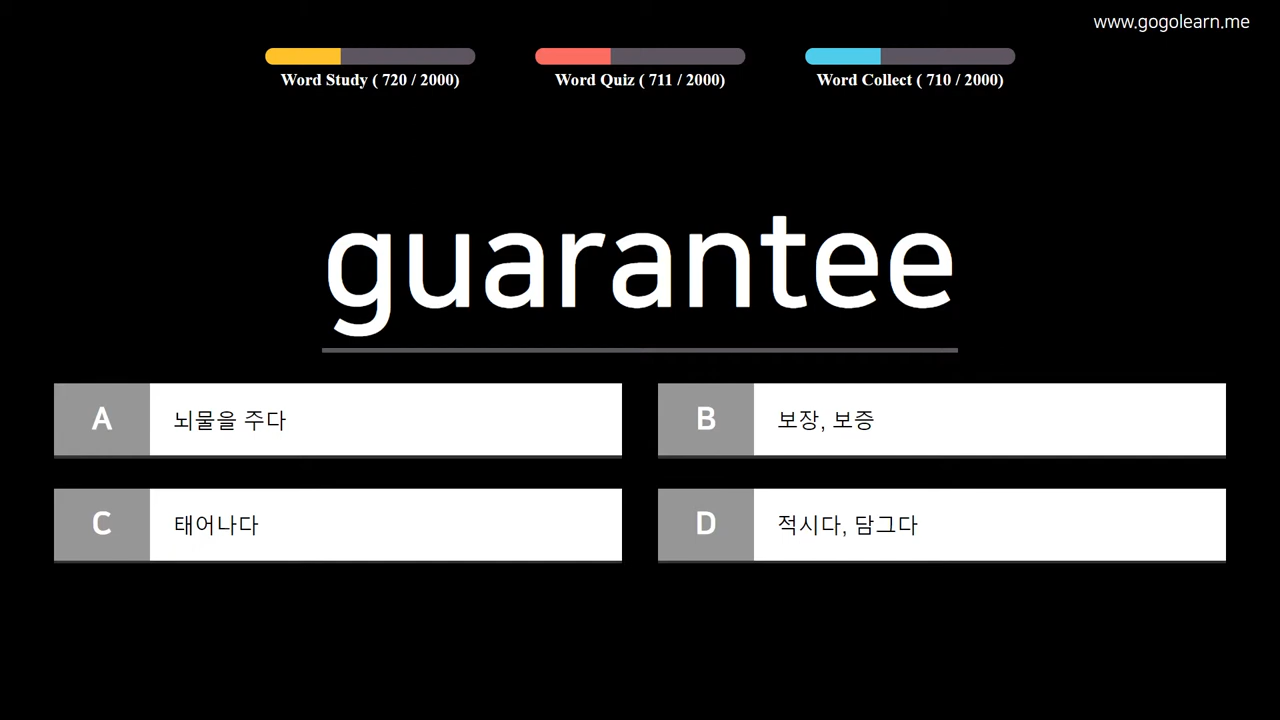 www.gogolearn.me
Word Study ( 720 / 2000)
Word Quiz ( 711 / 2000)
Word Collect ( 710 / 2000)
guarantee
A 뇌물을 주다
B 보장, 보증
C 태어나다
D 적시다, 담그다